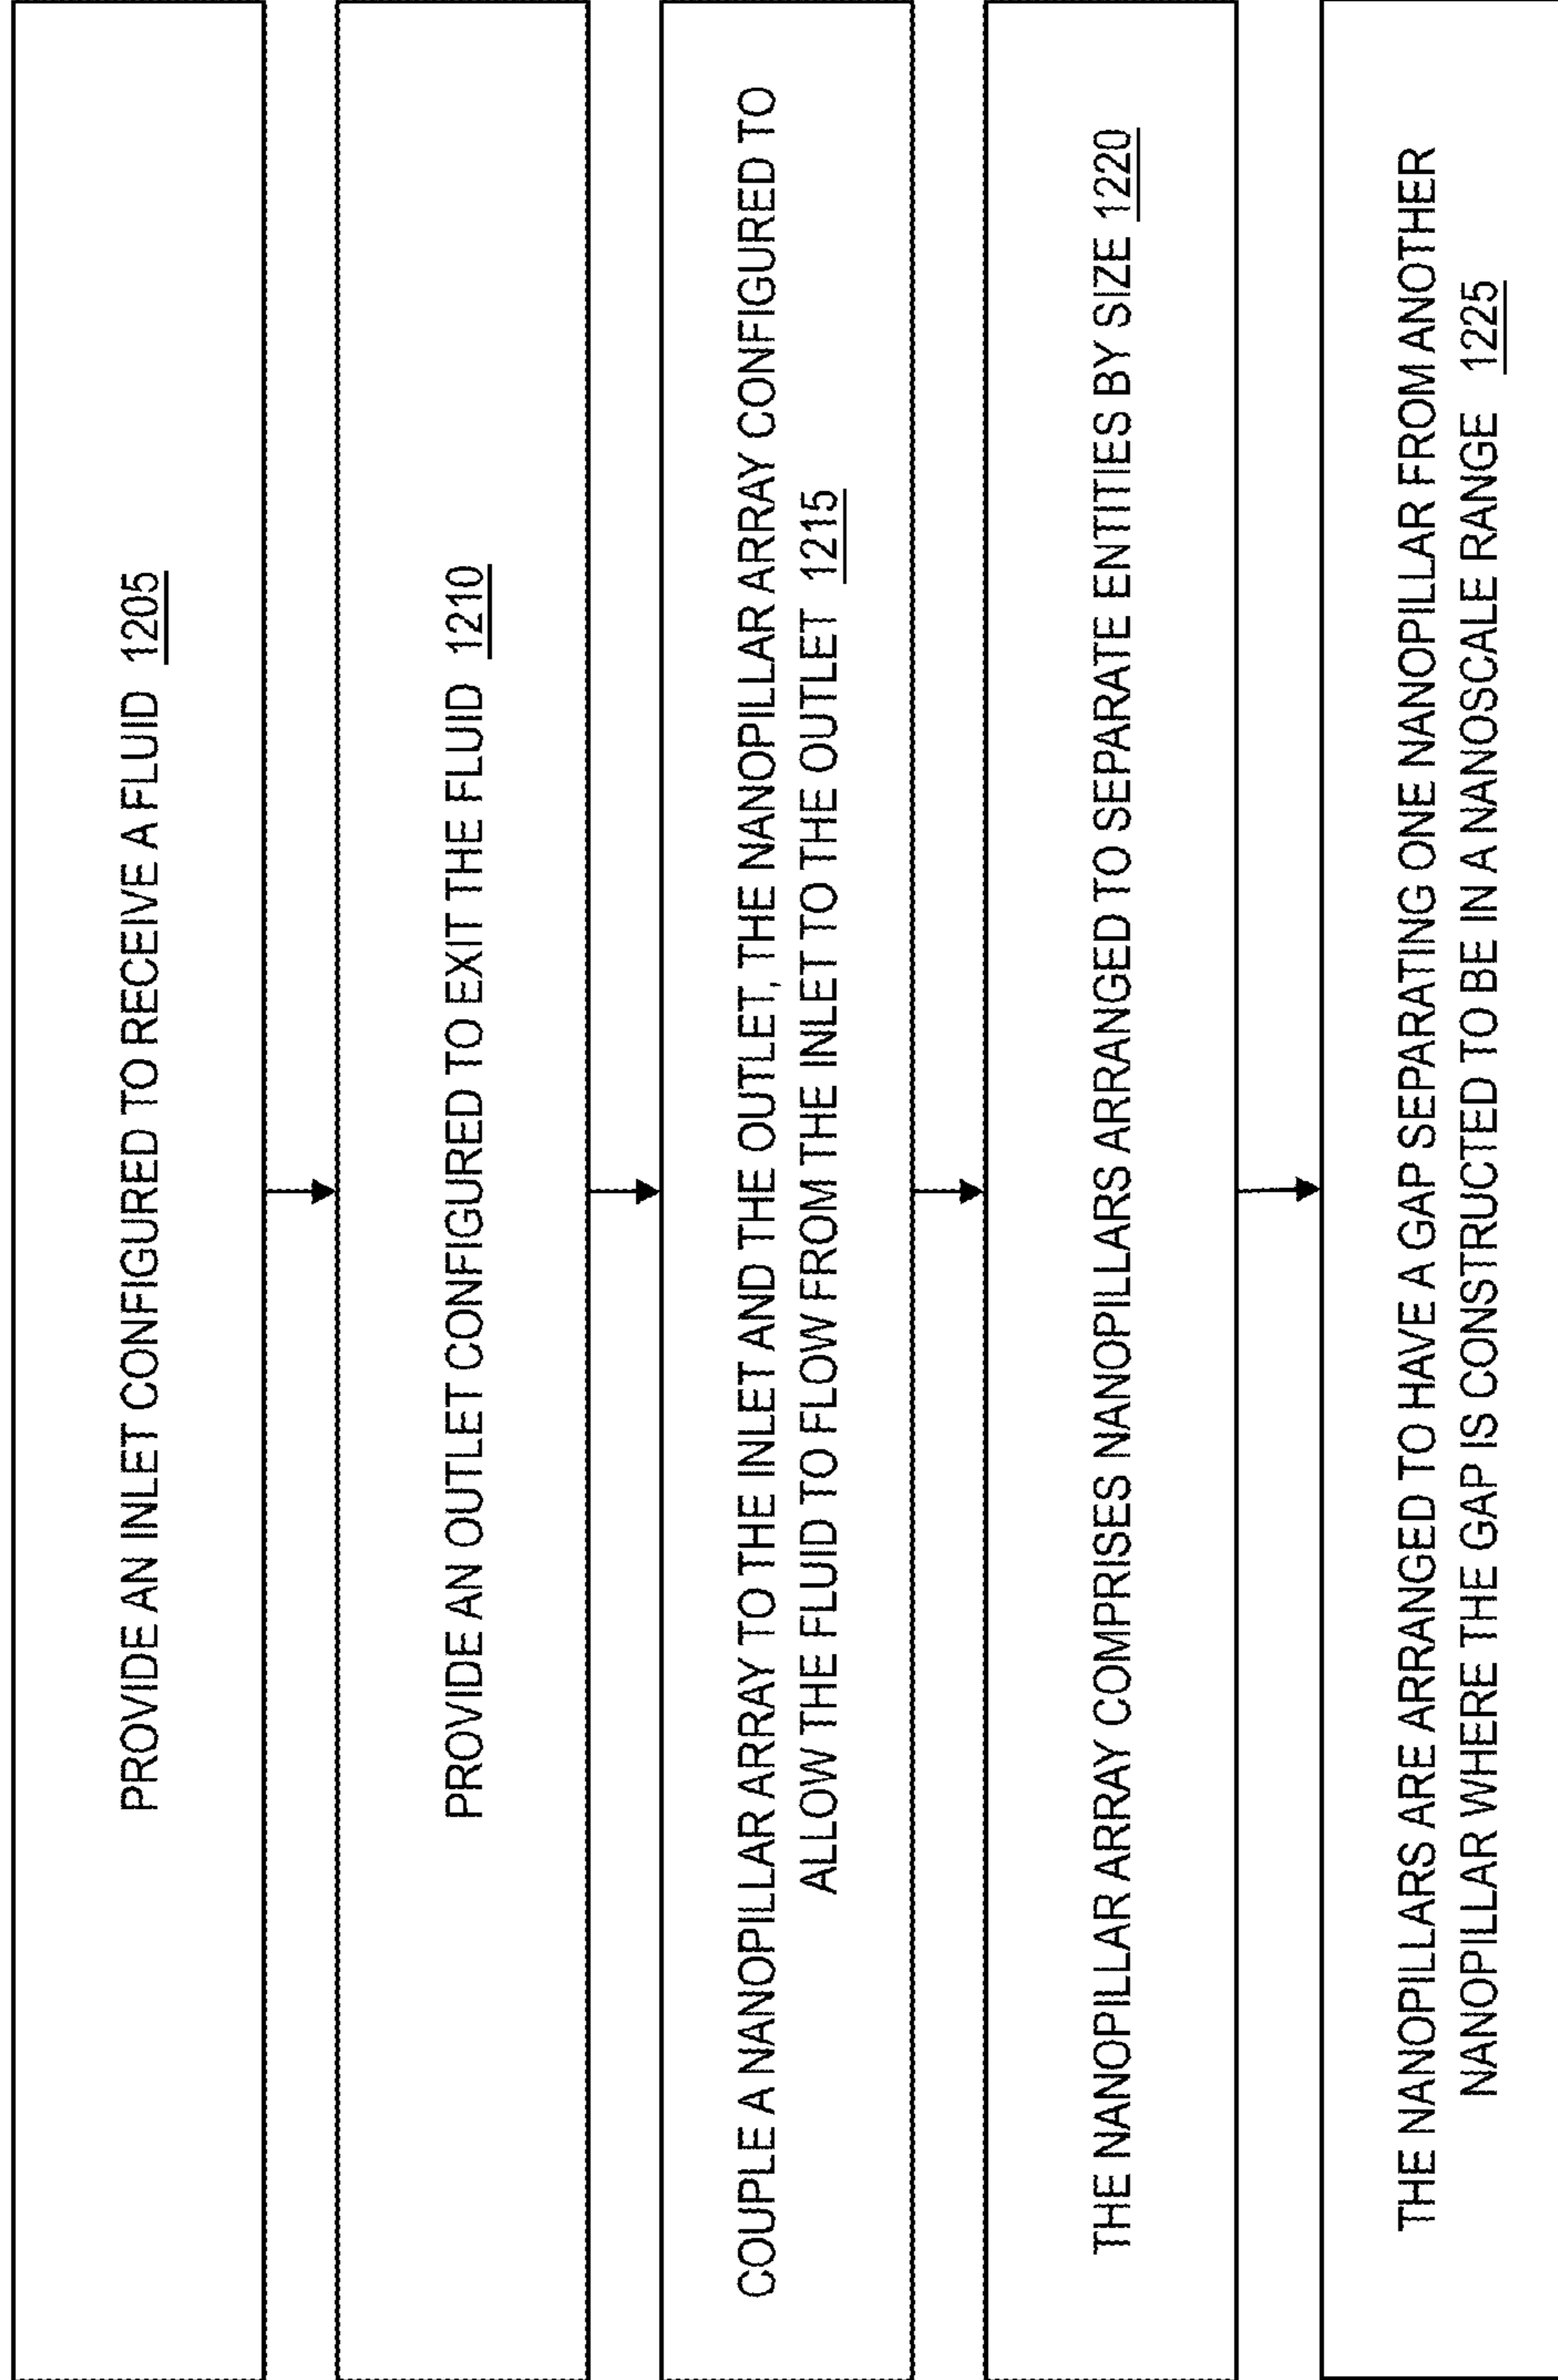 PROVIDE AN INLET CONFIGURED TO RECEIVE A FLUID 1205
PROVIDE AN OUTLET CONFIGURED TO EXIT THE FLUID 1210
COUPLE A NANOPILLAR ARRAY TO THE INLET AND THE OUTLET, THE NANOPILLAR ARRAY CONFIGURED TO
ALLOW THE FLUID TO FLOW FROM THE INLET TO THE OUTLET 1215
THE NANOPILLAR ARRAY COMPRISES NANOPILLARS ARRANGED TO SEPARATE ENTITIES BY SIZE 1220
THE NANOPILLARS ARE ARRANGED TO HAVE A GAP SEPARATING ONE NANOPILLAR FROM ANOTHER
NANOPILLAR WHERE THE GAP IS CONSTRUCTED TO BE IN A NANOSCALE RANGE 1225